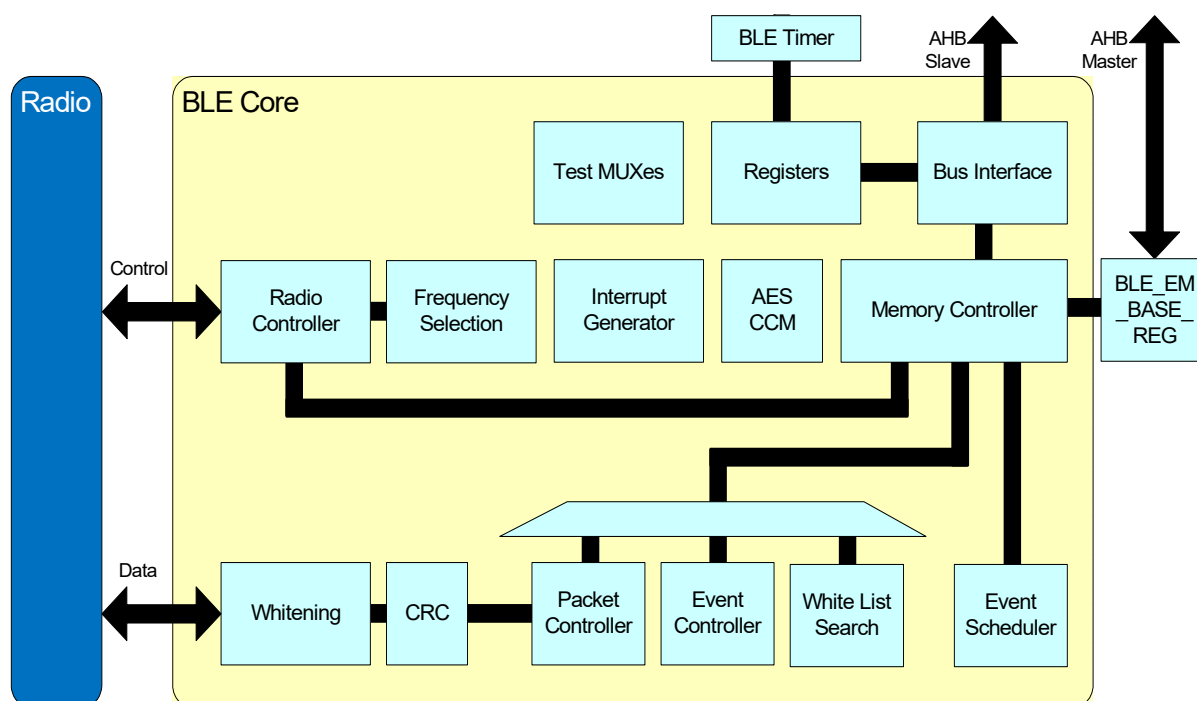 BLE Timer
AHB
Slave
AHB
Master
Radio
BLE Core
Test MUXes
Registers
Bus Interface
Control
Radio
Controller
Frequency
Selection
Interrupt
Generator
AES
CCM
Memory Controller
BLE_EM
_BASE_
REG
Data
Whitening
CRC
Packet
Controller
Event
Controller
White List
Search
Event
Scheduler